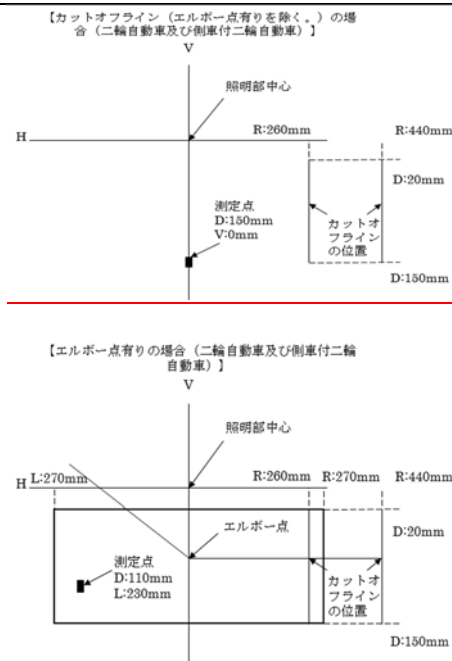 【カットオフライン（エルボー点有りを除く。）の場
合（二輪自動車及び側車付二輪自動車）】
V
照明部中心
H
R:260mm
R:440mm
D:20mm
測定点
D:150mm
V:0mm
カットオ
フライン
の位置
D:150mm
【エルボー点有りの場合（二輪自動車及び側車付二輪
自動車）】
V
照明部中心
H
L:270mm
R:260mm
R:270mm
R:440mm
エルボー点
D:20mm
測定点
D:110mm
L:230mm
カットオ
フライン
の位置
D:150mm